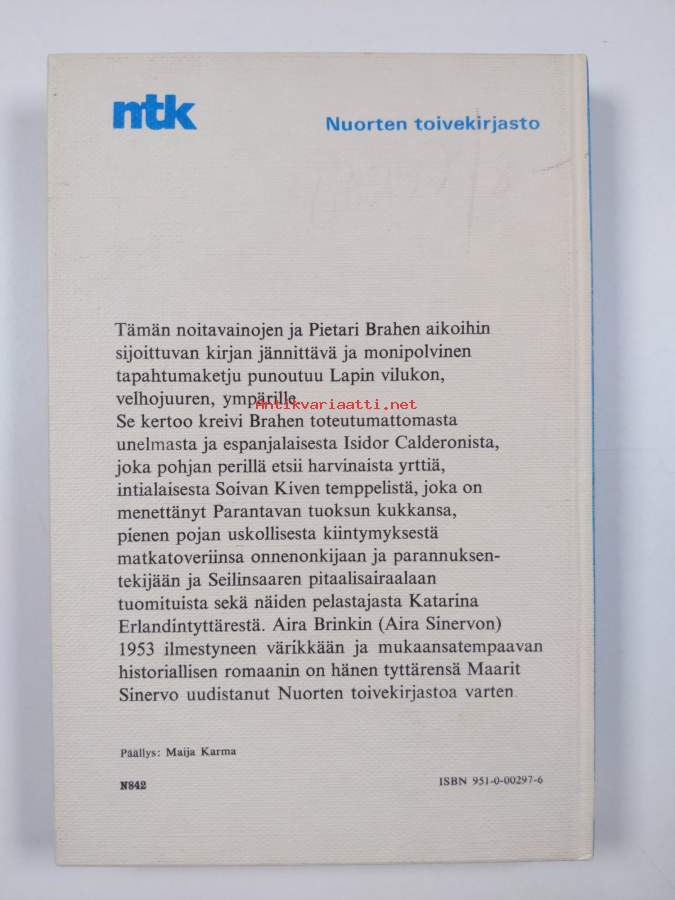 ntk
Nuorten toivekirjasto
Tämän noitavainojen ja Pietari Brahen aikoihin
sijoittuvan kirjan jännittävä ja monipolvinen
tapahtumaketju punoutuu Lapin vilukon,
velhojuuren, ympärille.
Antikvariaatti.net
Se kertoo kreivi Brahen toteutumattomasta
unelmasta ja espanjalaisesta Isidor Calderonista,
joka pohjan perillä etsii harvinaista yrttiä,
intialaisesta Soivan Kiven temppelistä, joka on
menettänyt Parantavan tuoksun kukkansa,
pienen pojan uskollisesta kiintymyksestä
matkatoveriinsa onnenonkijaan ja parannuksen-
tekijään ja Seilinsaaren pitaalisairaalaan
tuomituista sekä näiden pelastajasta Katarina
Erlandintyttärestä. Aira Brinkin (Aira Sinervon)
1953 ilmestyneen värikkään ja mukaansatempaavan
historiallisen romaanin on hänen tyttärensä Maarit
Sinervo uudistanut Nuorten toivekirjastoa varten
Päällys: Maija Karma
N842
ISBN 951-0-00297-6